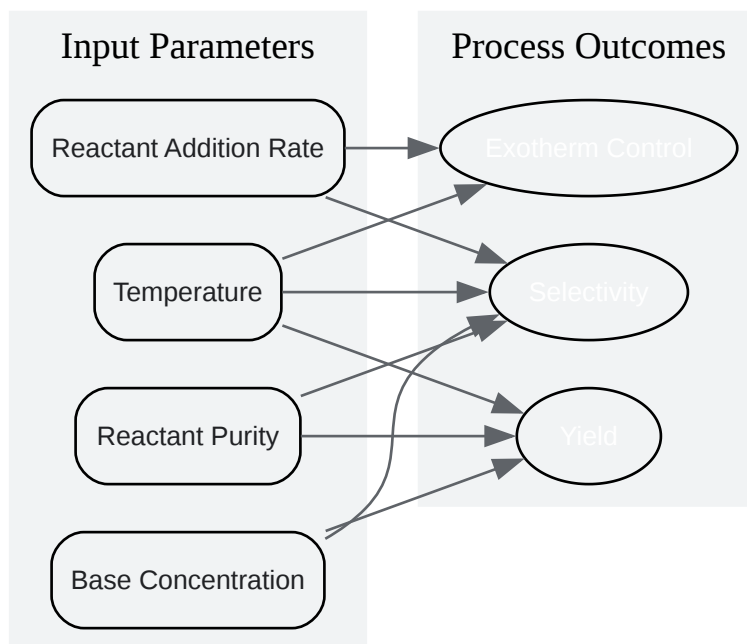 Input Parameters
Process Outcomes
Reactant Addition Rate
Exotherm Control
Temperature
Selectivity
Reactant Purity
Yield
Base Concentration